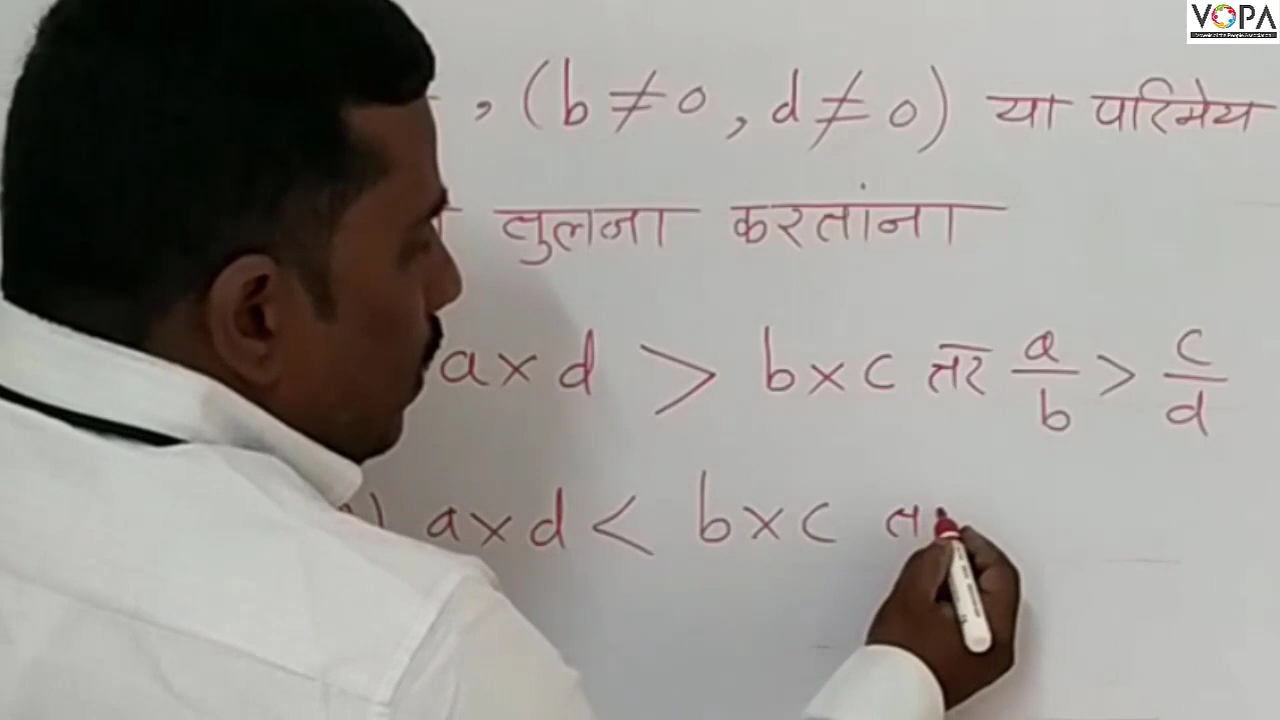 VOPA
, (b ≠ 0, d ≠ 0) या परिमेय
तुलना करतांना
a x d > b x c तर a/b > c/d
) a x d < b x c त